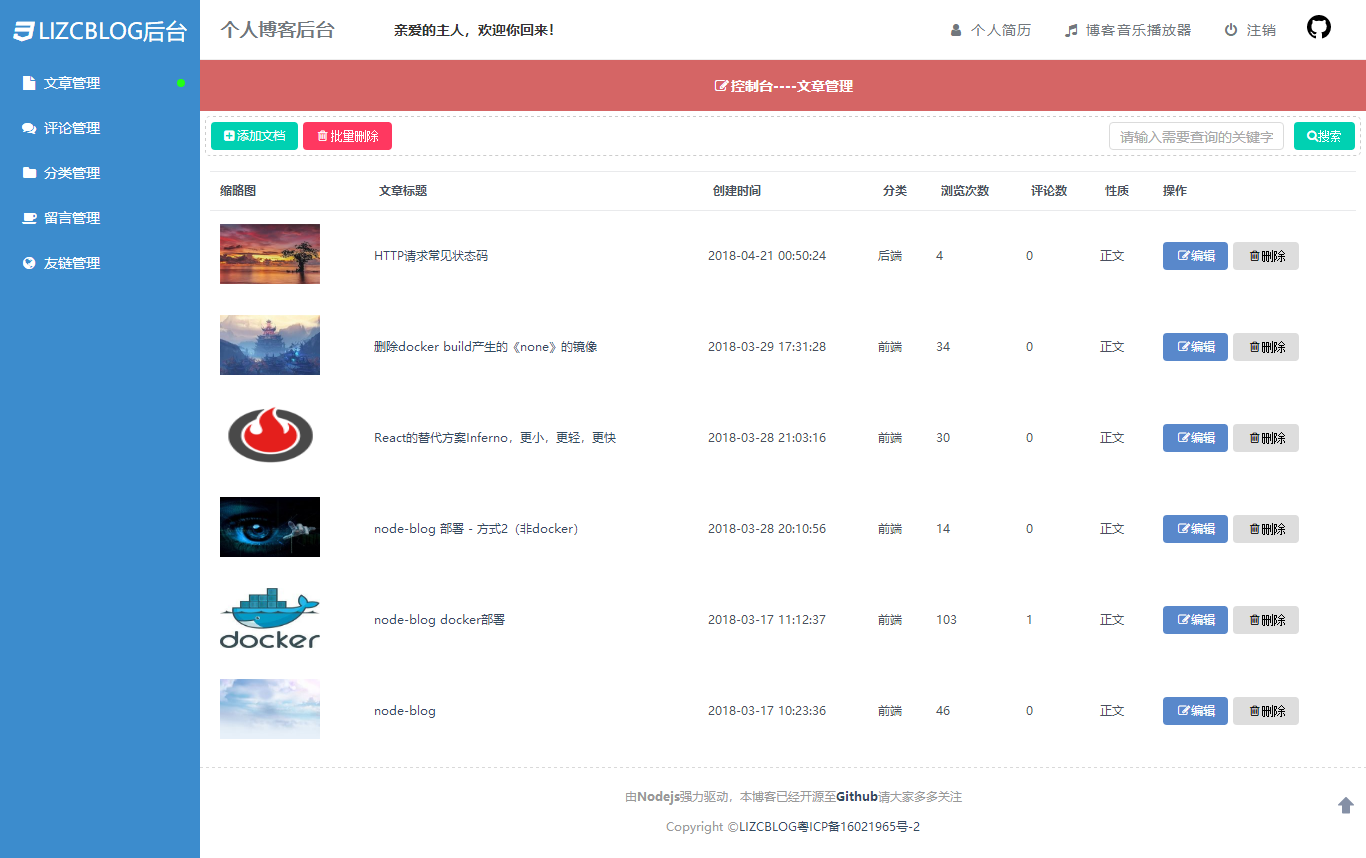 LIZCBLOG后台
文章管理
评论管理
分类管理
留言管理
友链管理
个人博客后台 亲爱的主人，欢迎你回来！ 个人简历 博客音乐播放器 注销
控制台----文章管理
添加文档 批量删除 请输入需要查询的关键字 搜索
缩略图 文章标题 创建时间 分类 浏览次数 评论数 性质 操作
HTTP请求常见状态码 2018-04-21 00:50:24 后端 4 0 正文 编辑 删除
删除docker build产生的《none》的镜像 2018-03-29 17:31:28 前端 34 0 正文 编辑 删除
React的替代方案Inferno，更小，更轻，更快 2018-03-28 21:03:16 前端 30 0 正文 编辑 删除
node-blog 部署 - 方式2（非docker） 2018-03-28 20:10:56 前端 14 0 正文 编辑 删除
docker
node-blog docker部署 2018-03-17 11:12:37 前端 103 1 正文 编辑 删除
node-blog 2018-03-17 10:23:36 前端 46 0 正文 编辑 删除
由Nodejs强力驱动，本博客已经开源至Github请大家多多关注
Copyright ©LIZCBLOG粤ICP备16021965号-2